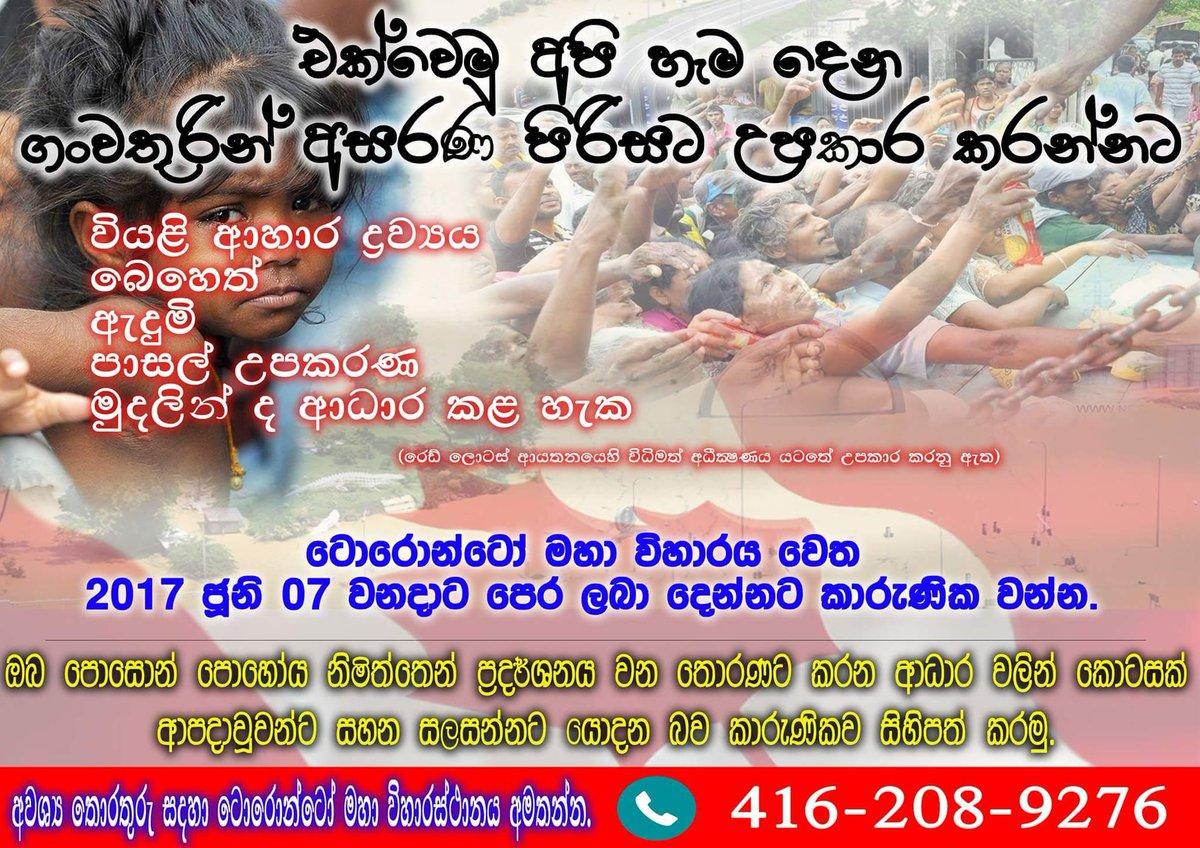 එක්වෙමු අපි හැම දෙන
ගංවතුරින් අසරණ පිරිසට උපකාර කරන්නට
වියළි ආහාර ද්‍රව්‍යය
බෙහෙත්
ඇඳුම්
පාසල් උපකරණ
මුදලින් ද ආධාර කළ හැක
(රෙඩ් ලොටස් ආයතනයෙහි විධිමත් අධීක්‍ෂණය යටතේ උපකාර කරනු ඇත)
ටොරොන්ටෝ මහා විහාරය වෙත
2017 ජූනි 07 වනදාට පෙර ලබා දෙන්නට කාරුණික වන්න.
ඔබ පොසොන් පොහෝය නිමිත්තෙන් ප්‍රදර්ශනය වන තොරණට කරන ආධාර වලින් කොටසක්
ආපදාවූවන්ට සහන සලසන්නට යොදන බව කාරුණිකව සිහිපත් කරමු.
අවශ්‍ය තොරතුරු සදහා ටොරොන්ටෝ මහා විහාරස්ථානය අමතන්න.
416-208-9276